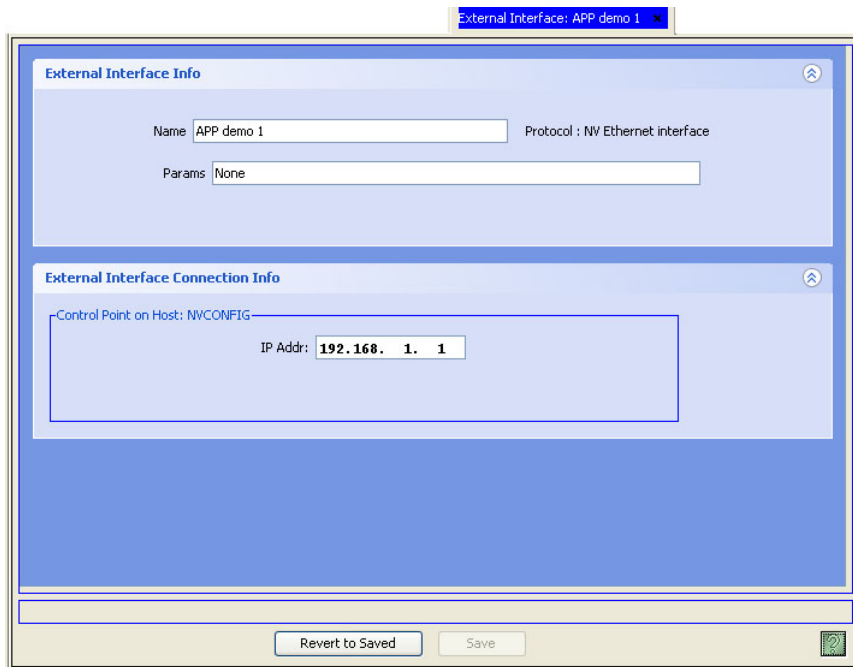 External Interface: APP demo 1 ×
External Interface Info
Name APP demo 1 Protocol : NV Ethernet interface
Params None
External Interface Connection Info
Control Point on Host: NVCONFIG
IP Addr: 192.168. 1. 1
Revert to Saved Save ?